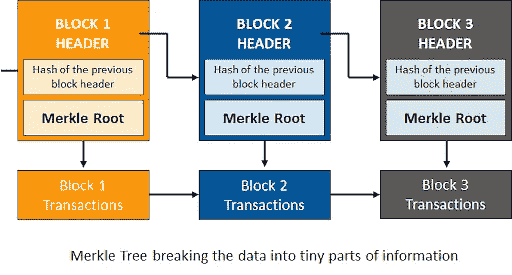 BLOCK 1
HEADER
Hash of the previous
block header
Merkle Root
Block 1
Transactions
BLOCK 2
HEADER
Hash of the previous
block header
Merkle Root
Block 2
Transactions
BLOCK 3
HEADER
Hash of the previous
block header
Merkle Root
Block 3
Transactions
Merkle Tree breaking the data into tiny parts of information